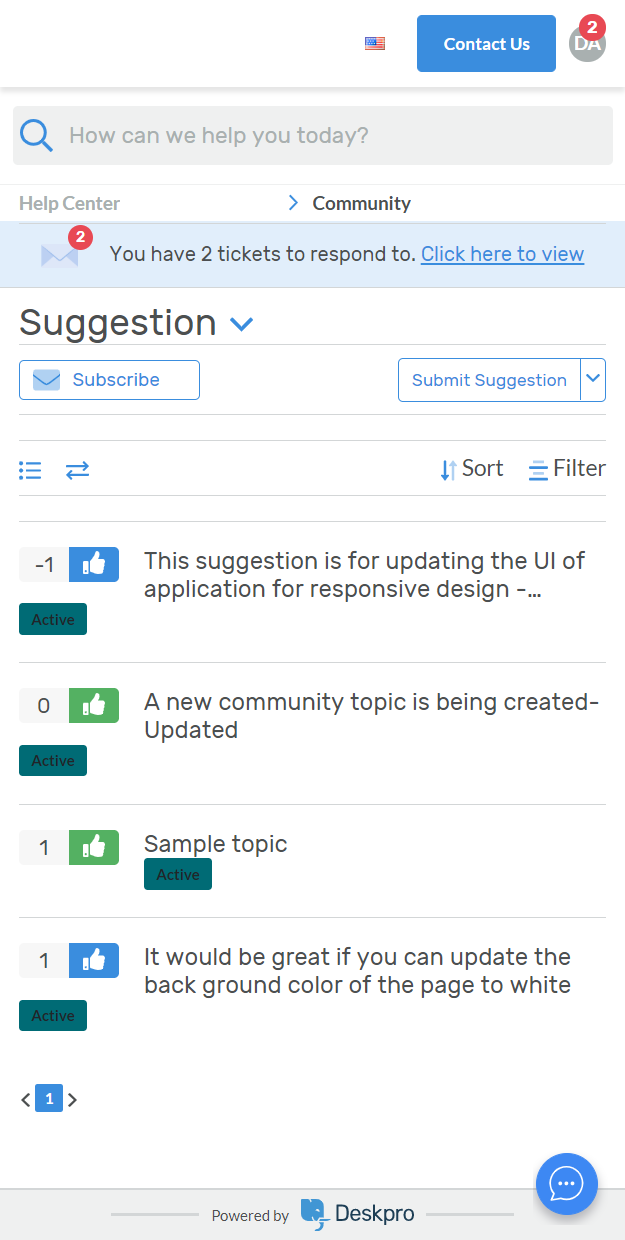 Contact Us
DA
2
How can we help you today?
Help Center
Community
2
You have 2 tickets to respond to. Click here to view
Suggestion
Subscribe
Submit Suggestion
Sort
Filter
-1
This suggestion is for updating the UI of
application for responsive design -...
Active
0
A new community topic is being created-
Updated
Active
1
Sample topic
Active
1
It would be great if you can update the
back ground color of the page to white
Active
1
Powered by Deskpro